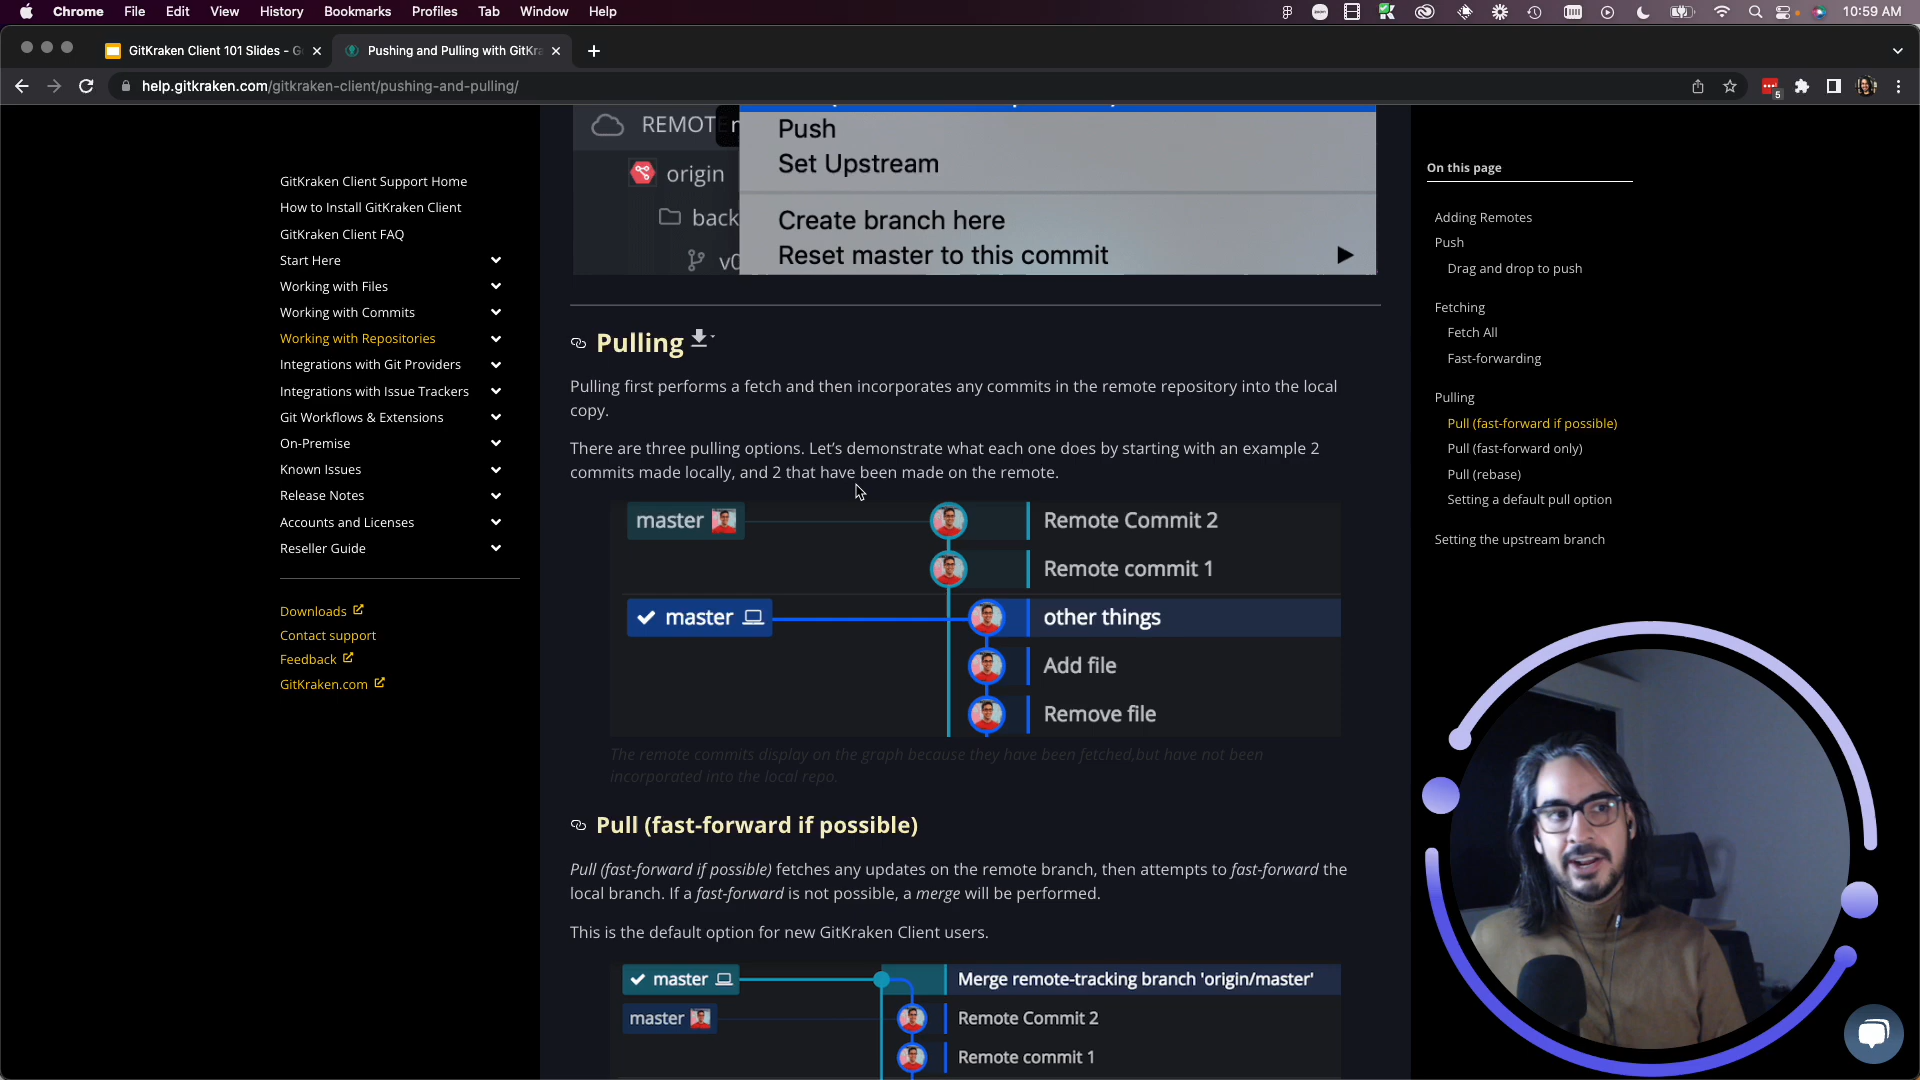 Chrome File Edit View History Bookmarks Profiles Tab Window Help 10:59 AM
GitKraken Client 101 Slides - G
Pushing and Pulling with GitKra
help.gitkraken.com/gitkraken-client/pushing-and-pulling/
5
GitKraken Client Support Home
How to Install GitKraken Client
GitKraken Client FAQ
Start Here
Working with Files
Working with Commits
Working with Repositories
Integrations with Git Providers
Integrations with Issue Trackers
Git Workflows & Extensions
On-Premise
Known Issues
Release Notes
Accounts and Licenses
Reseller Guide
Downloads
Contact support
Feedback
GitKraken.com
REMOT
origin
back
v0
Push
Set Upstream
Create branch here
Reset master to this commit
Pulling
Pulling first performs a fetch and then incorporates any commits in the remote repository into the local
copy.
There are three pulling options. Let's demonstrate what each one does by starting with an example 2
commits made locally, and 2 that have been made on the remote.
master Remote Commit 2
Remote commit 1
master other things
Add file
Remove file
The remote commits display on the graph because they have been fetched,but have not been
incorporated into the local repo.
Pull (fast-forward if possible)
Pull (fast-forward if possible) fetches any updates on the remote branch, then attempts to fast-forward the
local branch. If a fast-forward is not possible, a merge will be performed.
This is the default option for new GitKraken Client users.
master Merge remote-tracking branch 'origin/master'
master Remote Commit 2
Remote commit 1
On this page
Adding Remotes
Push
Drag and drop to push
Fetching
Fetch All
Fast-forwarding
Pulling
Pull (fast-forward if possible)
Pull (fast-forward only)
Pull (rebase)
Setting a default pull option
Setting the upstream branch